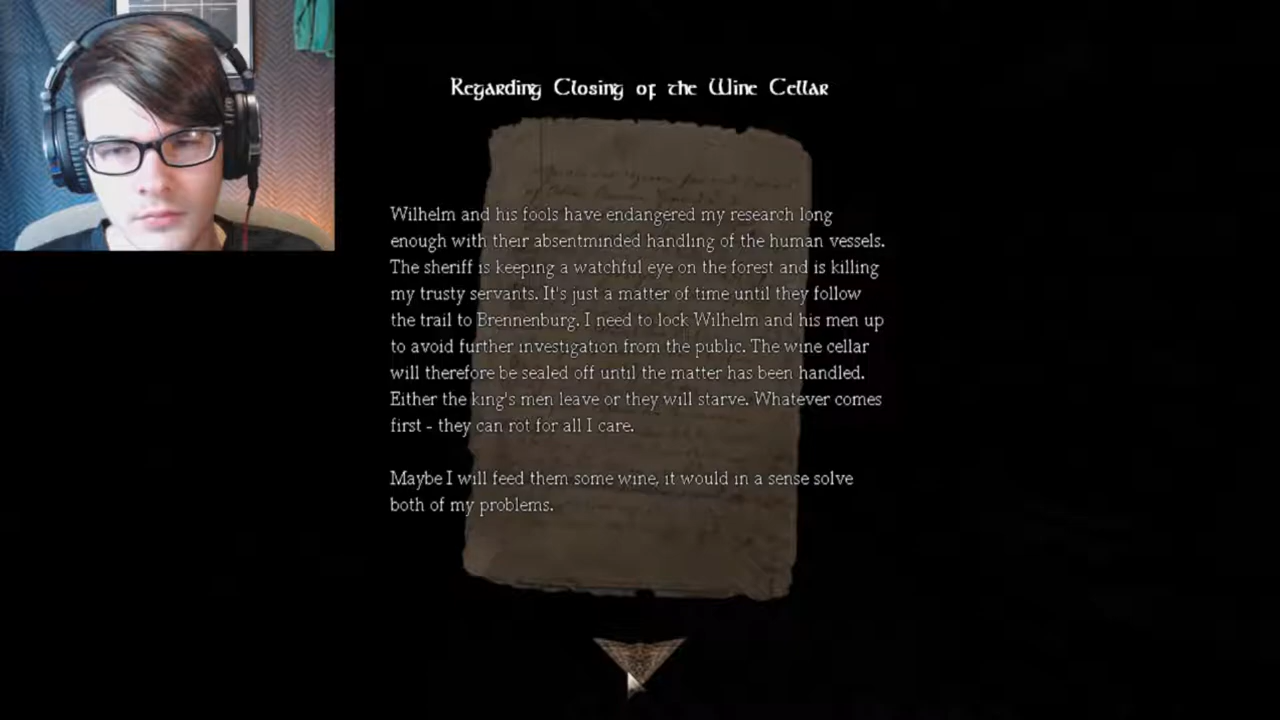 Regarding Closing of the Wine Cellar
Wilhelm and his fools have endangered my research long
enough with their absentminded handling of the human vessels.
The sheriff is keeping a watchful eye on the forest and is killing
my trusty servants. It's just a matter of time until they follow
the trail to Brennenburg. I need to lock Wilhelm and his men up
to avoid further investigation from the public. The wine cellar
will therefore be sealed off until the matter has been handled.
Either the king's men leave or they will starve. Whatever comes
first - they can rot for all I care.
Maybe I will feed them some wine, it would in a sense solve
both of my problems.